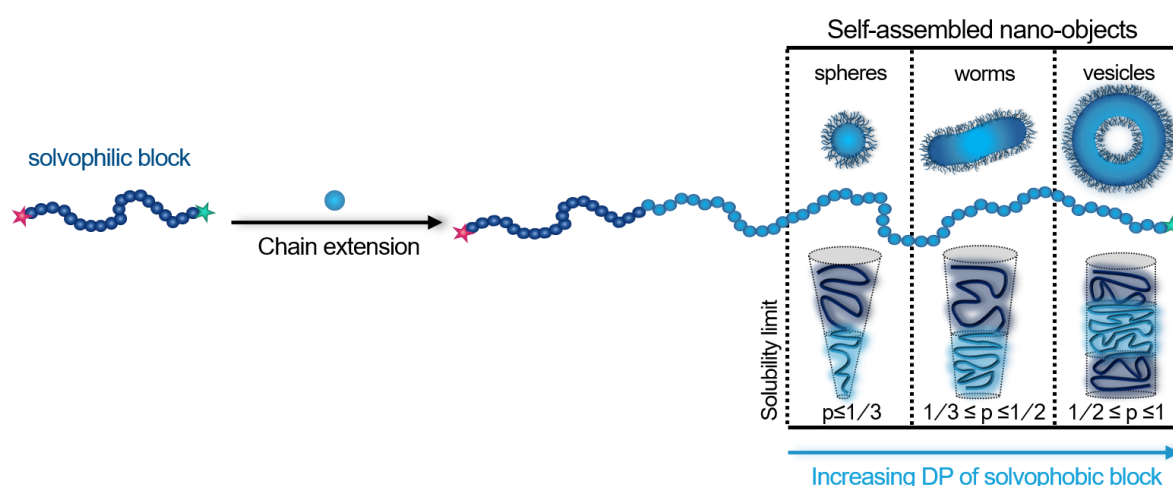 Self-assembled nano-objects
spheres
worms
vesicles
solvophilic block
Chain extension
Solubility limit
p≤1/3
1/3 ≤ p ≤1/2
1/2 ≤ p ≤1
Increasing DP of solvophobic block